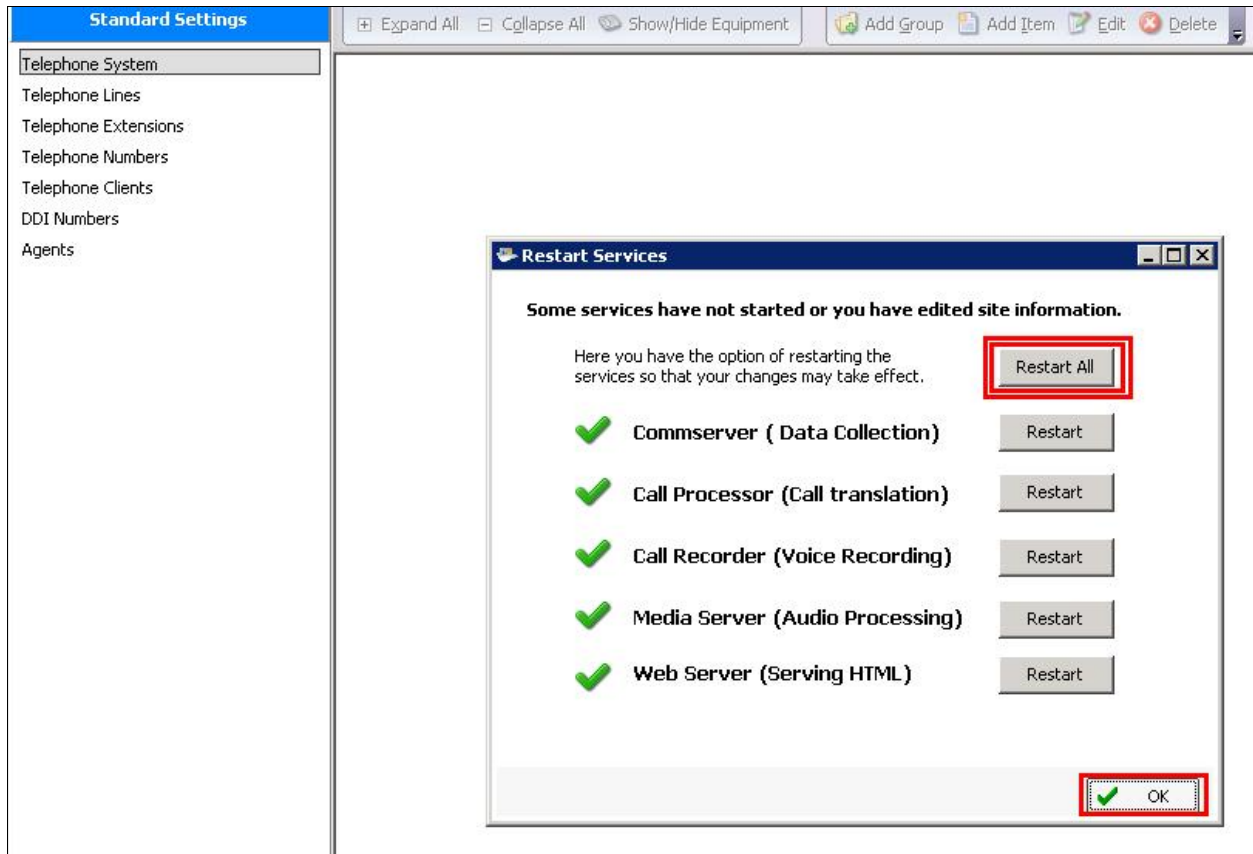 Standard Settings
Expand All Collapse All Show/Hide Equipment Add Group Add Item Edit Delete
Telephone System
Telephone Lines
Telephone Extensions
Telephone Numbers
Telephone Clients
DDI Numbers
Agents
Restart Services
Some services have not started or you have edited site information.
Here you have the option of restarting the
services so that your changes may take effect.
Restart All
Commserver ( Data Collection) Restart
Call Processor (Call translation) Restart
Call Recorder (Voice Recording) Restart
Media Server (Audio Processing) Restart
Web Server (Serving HTML) Restart
OK